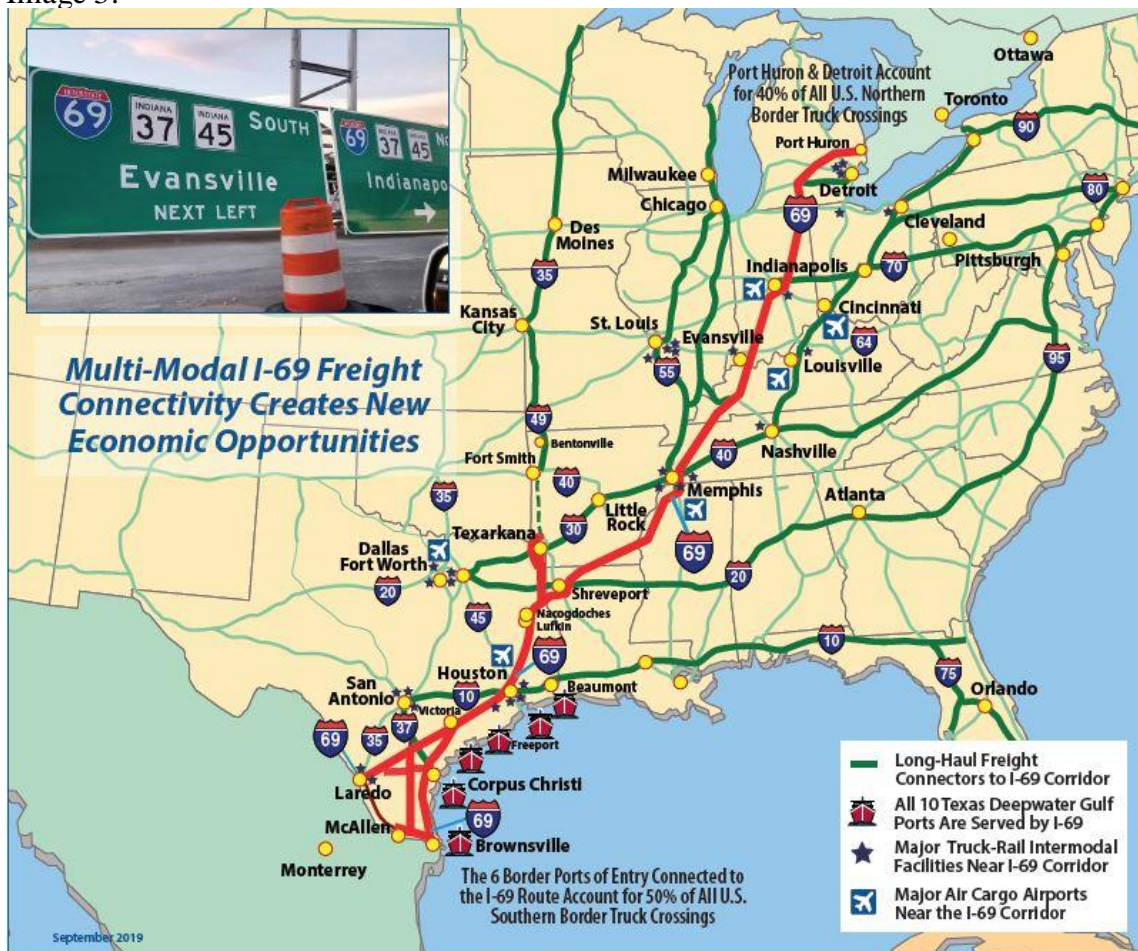 Image 3:
INTERSTATE
69
INDIANA
37
INDIANA
45
SOUTH
Evansville
NEXT LEFT
69
INDIANA
37
INDIANA
45
No
Indianapo
Multi-Modal I-69 Freight
Connectivity Creates New
Economic Opportunities
Port Huron & Detroit Account
for 40% of All U.S. Northern
Border Truck Crossings
Ottawa
Toronto
90
Port Huron
Milwaukee
Detroit
80
Chicago
69
Cleveland
Des
Moines
Pittsburgh
35
Indianapolis
70
Kansas
City
Cincinnati
St. Louis
Evansville
64
55
Louisville
95
49
Bentonville
40
Nashville
Fort Smith
40
35
Memphis
Little
Rock
Atlanta
Texarkana
30
69
Dallas
Fort Worth
20
20
Shreveport
45
Nacogdoches
Lufkin
69
10
Houston
75
San
Antonio
10
Beaumont
Orlando
Victoria
69
35
37
Freeport
Laredo
Corpus Christi
McAllen
69
Brownsville
Monterrey
The 6 Border Ports of Entry Connected to
the I-69 Route Account for 50% of All U.S.
Southern Border Truck Crossings
Long-Haul Freight
Connectors to I-69 Corridor
All 10 Texas Deepwater Gulf
Ports Are Served by I-69
Major Truck-Rail Intermodal
Facilities Near I-69 Corridor
Major Air Cargo Airports
Near the I-69 Corridor
September 2019